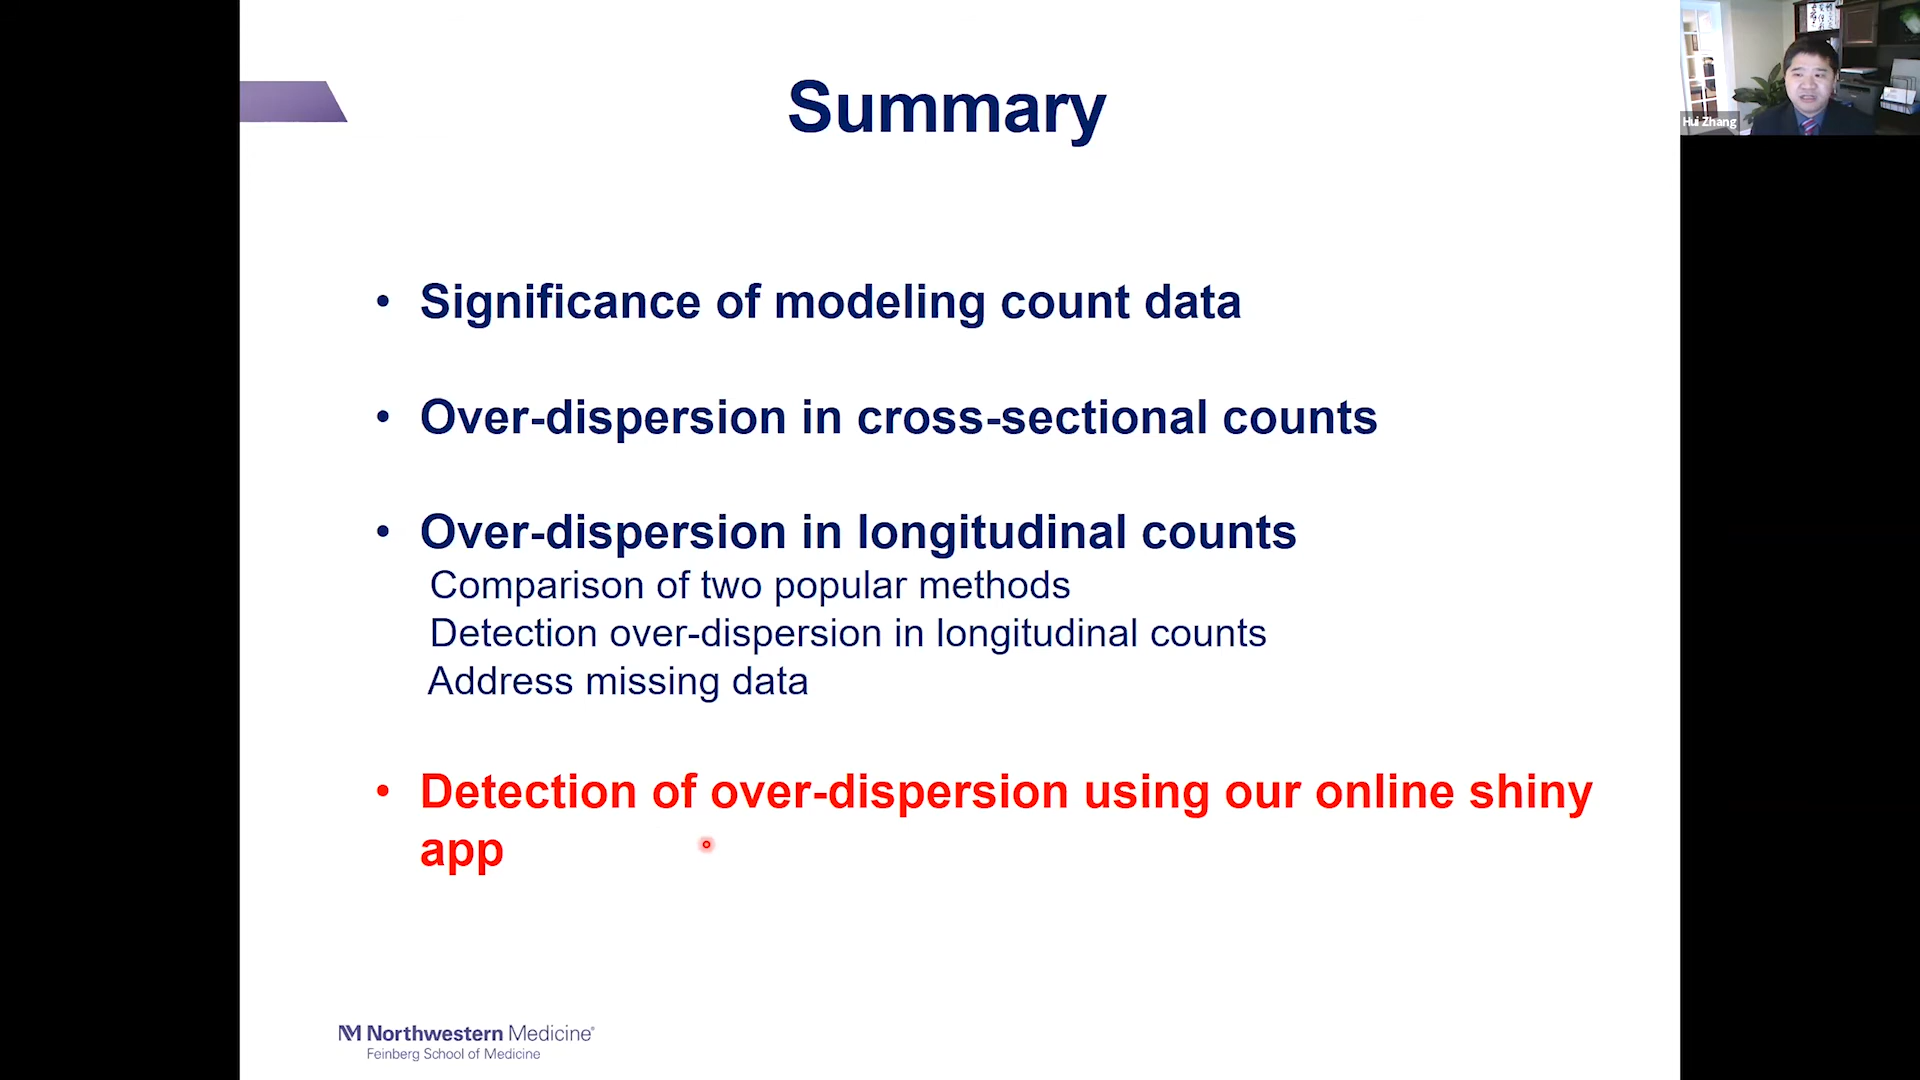 Summary
Hui Zhang
• Significance of modeling count data
• Over-dispersion in cross-sectional counts
• Over-dispersion in longitudinal counts
Comparison of two popular methods
Detection over-dispersion in longitudinal counts
Address missing data
• Detection of over-dispersion using our online shiny
app
NM Northwestern Medicine®
Feinberg School of Medicine